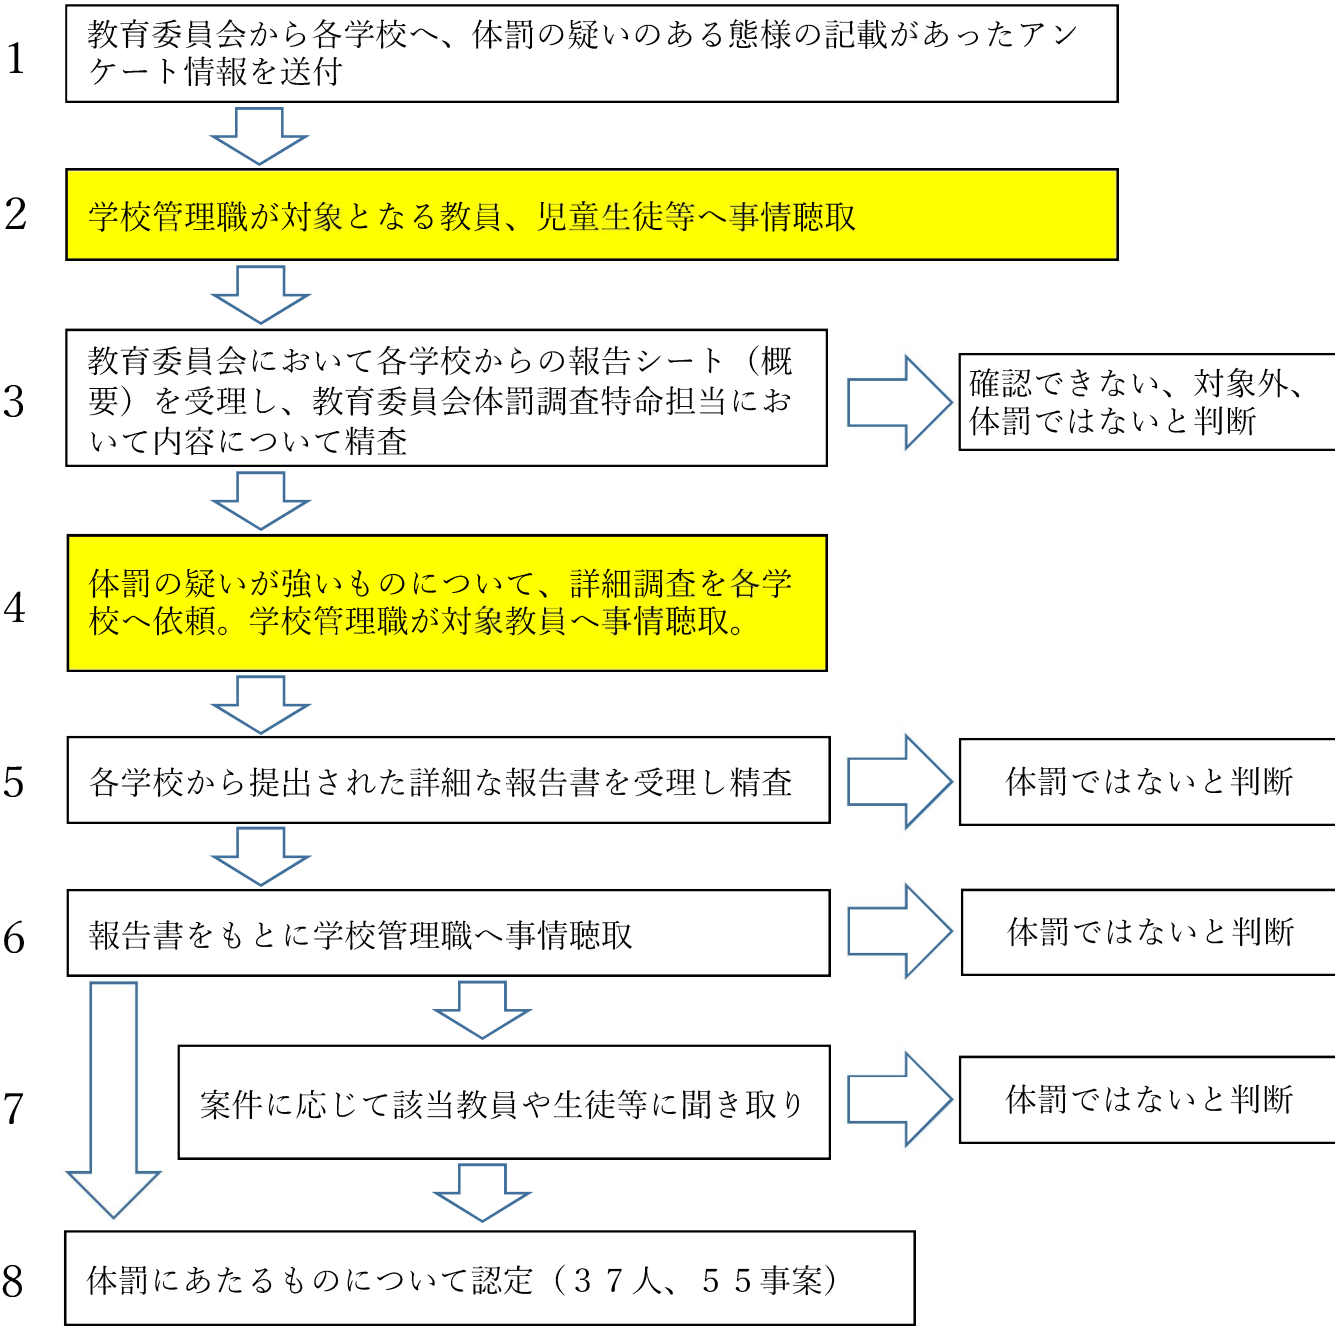 1
教育委員会から各学校へ、体罰の疑いのある態様の記載があったアン
ケート情報を送付
2
学校管理職が対象となる教員、児童生徒等へ事情聴取
3
教育委員会において各学校からの報告シート（概
要）を受理し、教育委員会体罰調査特命担当にお
いて内容について精査
確認できない、対象外、
体罰ではないと判断
4
体罰の疑いが強いものについて、詳細調査を各学
校へ依頼。学校管理職が対象教員へ事情聴取。
5
各学校から提出された詳細な報告書を受理し精査
体罰ではないと判断
6
報告書をもとに学校管理職へ事情聴取
体罰ではないと判断
7
案件に応じて該当教員や生徒等に聞き取り
体罰ではないと判断
8
体罰にあたるものについて認定（３７人、５５事案）